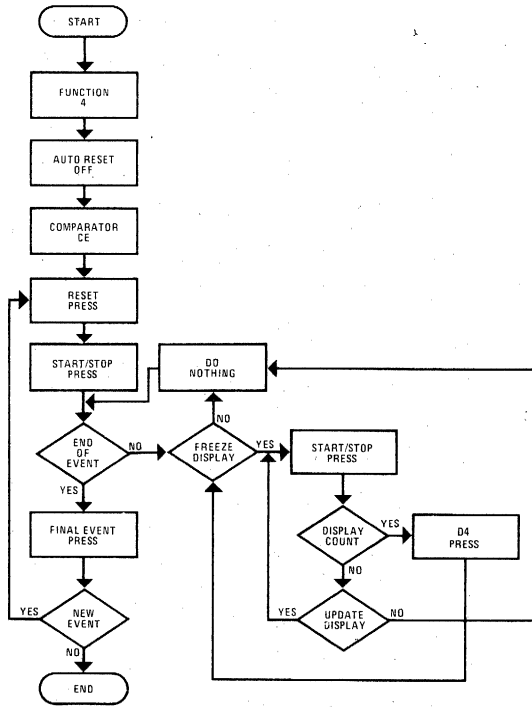 START
FUNCTION
4
AUTO RESET
OFF
COMPARATOR
CE
RESET
PRESS
START/STOP
PRESS
DO
NOTHING
END
OF
EVENT
NO
FREEZE
DISPLAY
NO
YES
START/STOP
PRESS
YES
FINAL EVENT
PRESS
DISPLAY
COUNT
YES
D4
PRESS
NO
YES
NEW
EVENT
YES
UPDATE
DISPLAY
NO
NO
END